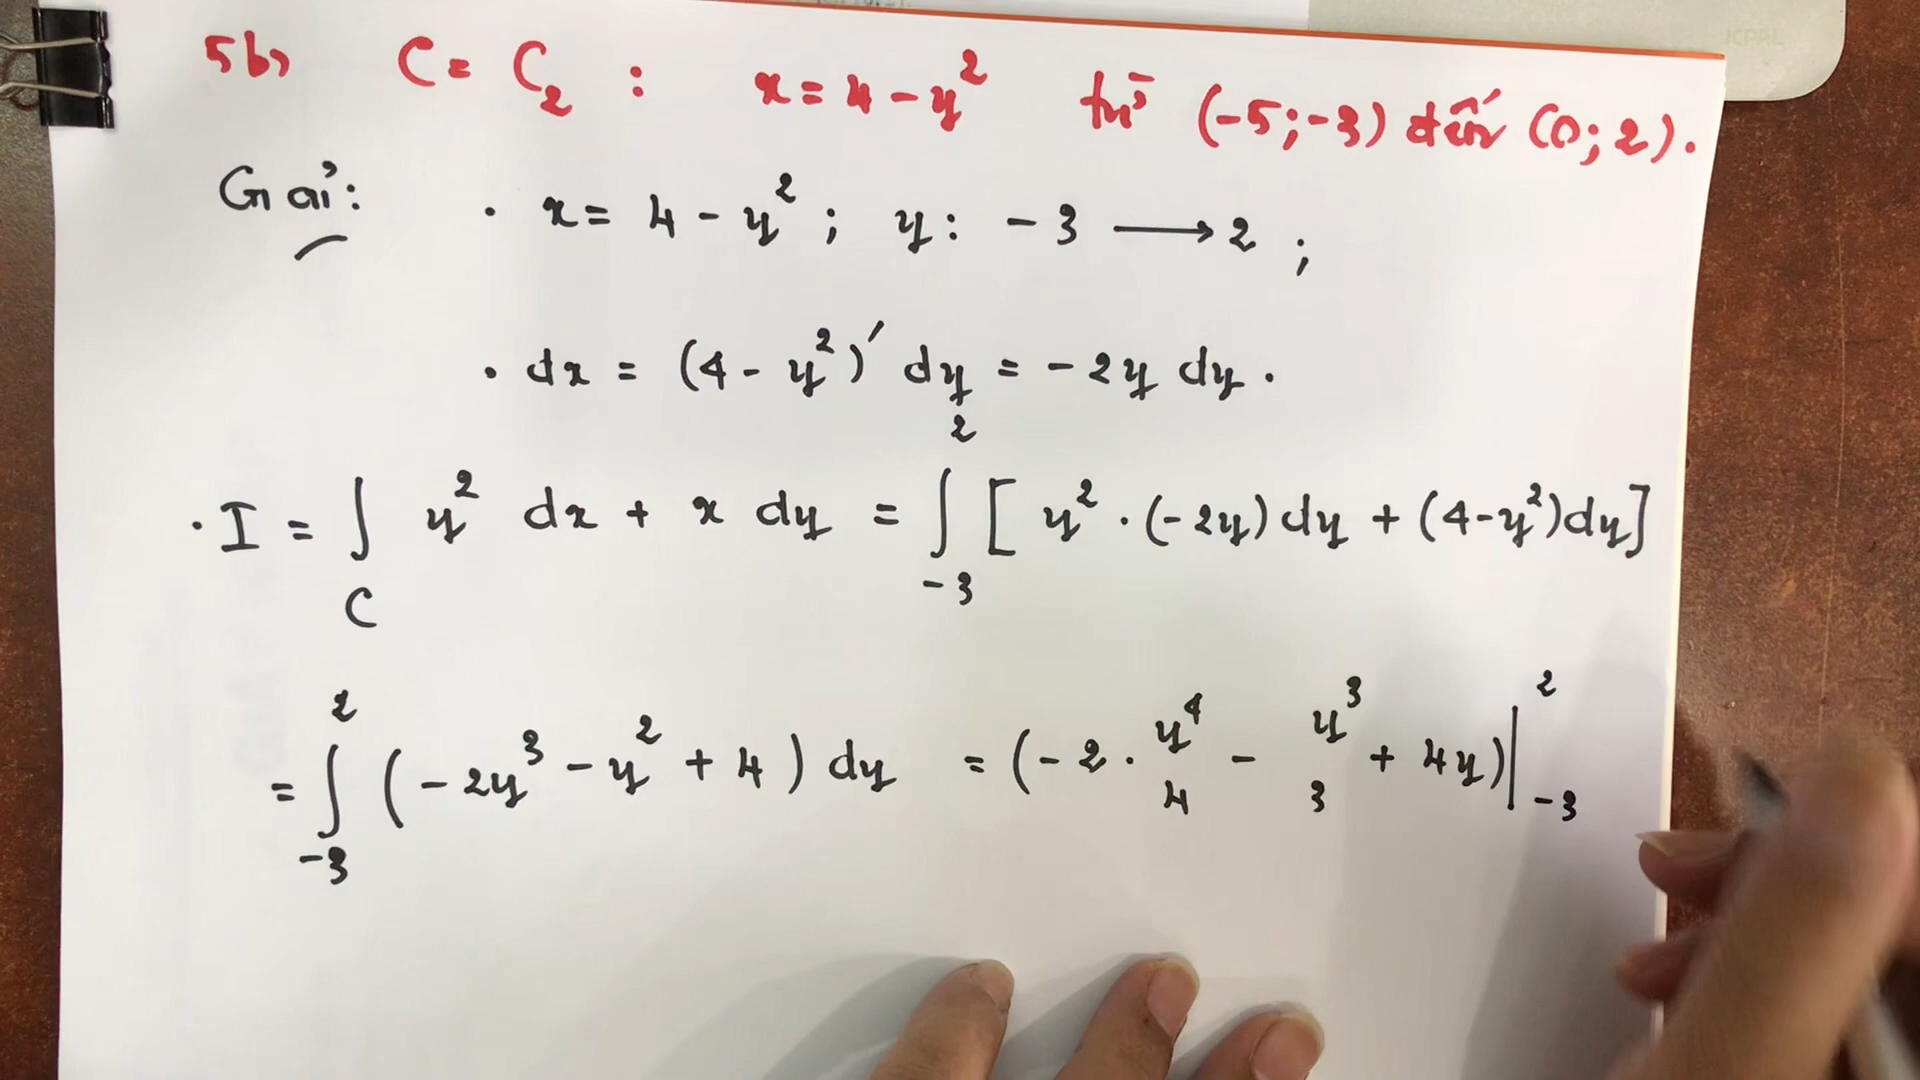 5b) C = C₂ : x = 4 - y² từ (-5;-3) đến (0;2).
Giải: • x = 4 - y² ; y: -3 ⟶ 2 ;
• dx = (4 - y²)' dy = -2y dy.
• I = ∫_C y² dx + x dy = ∫_{-3}^{2} [ y² · (-2y) dy + (4-y²)dy]
= ∫_{-3}^{2} (-2y³ - y² + 4) dy = (-2 · y⁴/4 - y³/3 + 4y)|_{-3}^{2}